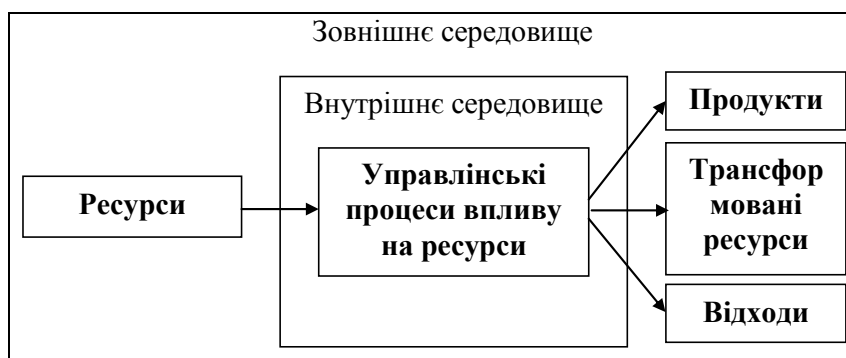 Зовнішнє середовище
Внутрішнє середовище
Ресурси
Управлінські
процеси впливу
на ресурси
Продукти
Трансфор
мовані
ресурси
Відходи